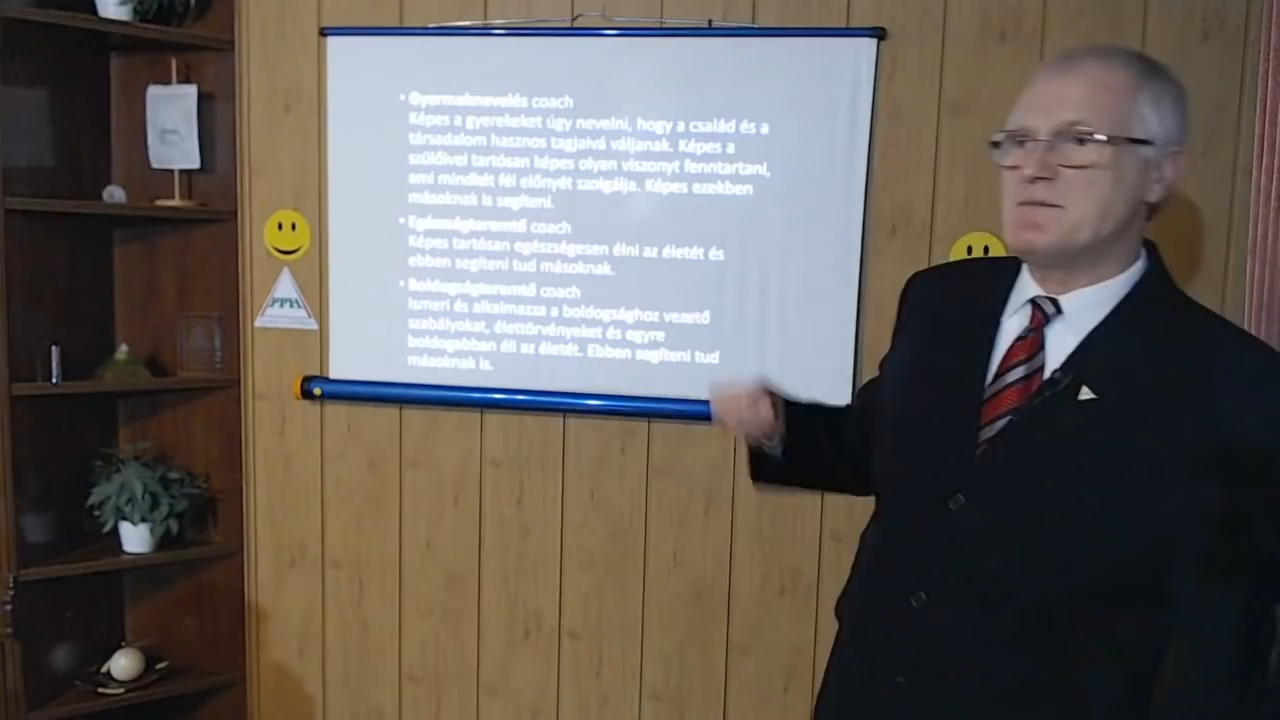 • Gyermeknevelés coach
Képes a gyerekeket úgy nevelni, hogy a család és a
társadalom hasznos tagjaivá váljanak. Képes a
szülőivel tartósan képes olyan viszonyt fenntartani,
ami mindkét fél előnyét szolgálja. Képes ezekben
másoknak is segíteni.
• Egészségteremtő coach
Képes tartósan egészségesen élni az életét és
ebben segíteni tud másoknak.
• Boldogságteremtő coach
Ismeri és alkalmazza a boldogsághoz vezető
szabályokat, élettörvényeket és egyre
boldogabban éli az életét. Ebben segíteni tud
másoknak is.
PPH